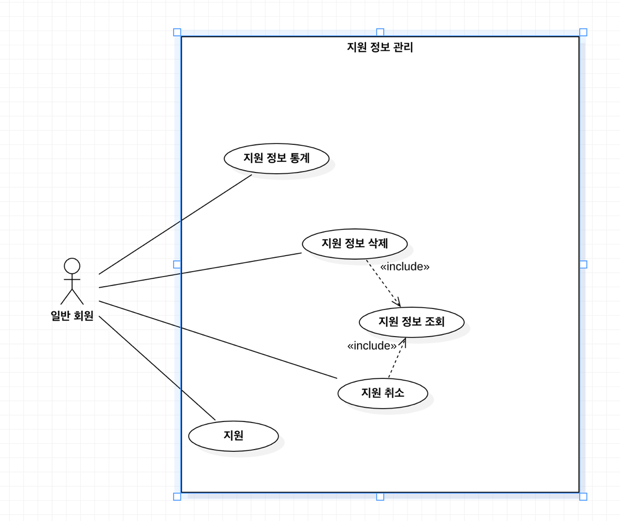 지원 정보 관리
지원 정보 통계
지원 정보 삭제
«include»
일반 회원
지원 정보 조회
«include»
지원 취소
지원